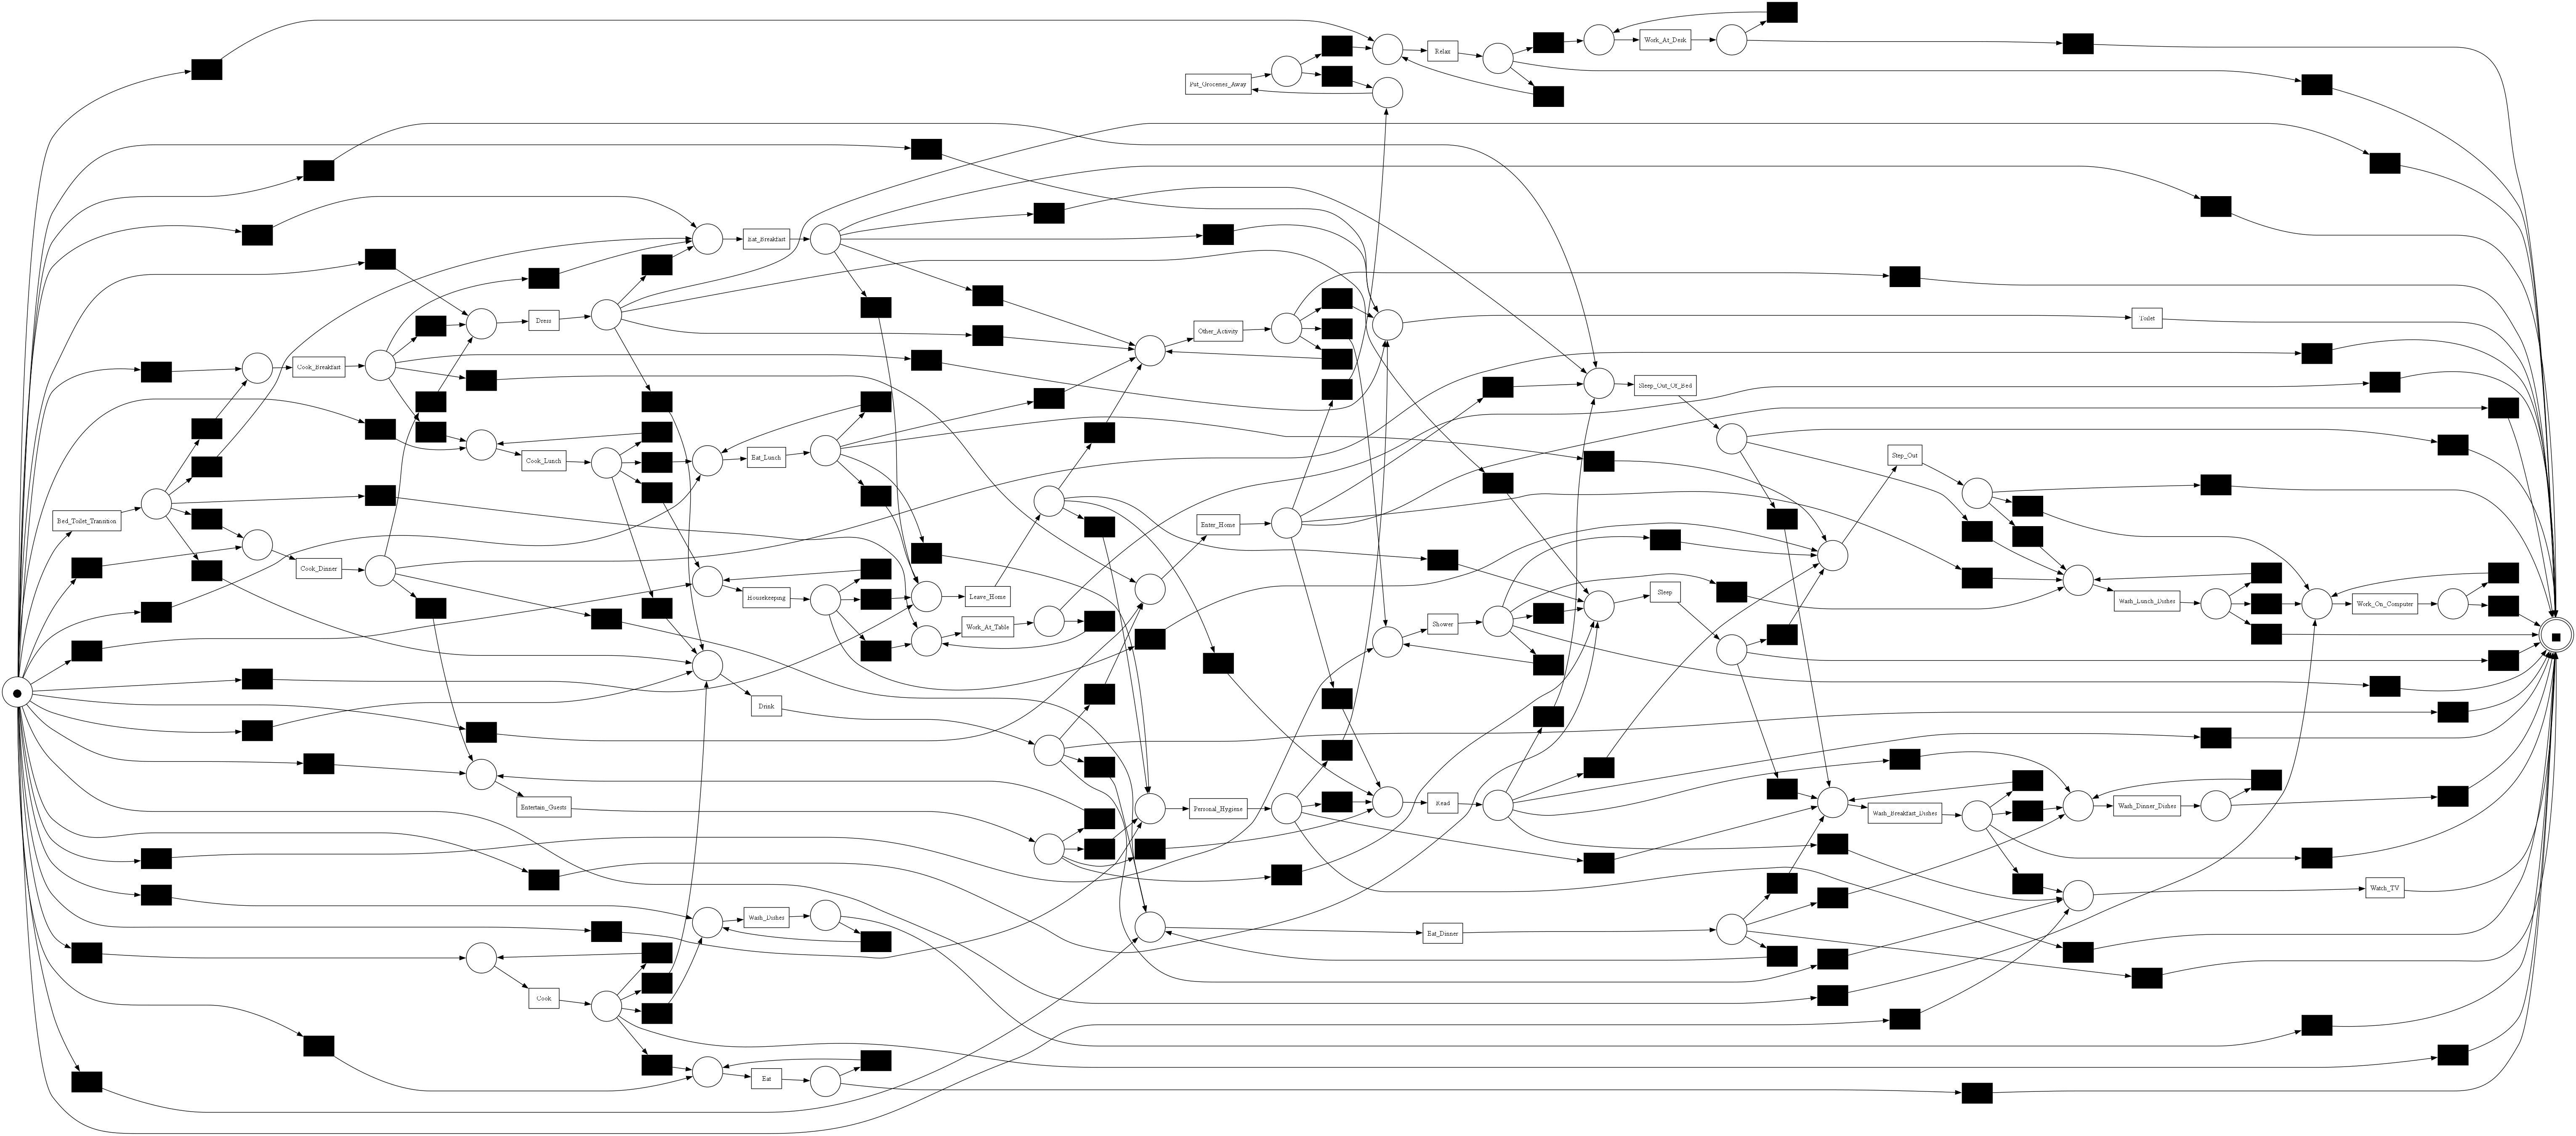 Work_At_Desk
Relax
Put_Groceries_Away
Eat_Breakfast
Toilet
Dress
Other_Activity
Cook_Breakfast
Sleep_Out_Of_Bed
Step_Out
Eat_Lunch
Cook_Lunch
Bed_Toilet_Transition
Enter_Home
Cook_Dinner
Sleep
Housekeeping
Leave_Home
Wash_Lunch_Dishes
Work_On_Computer
Work_At_Table
Shower
Drink
Entertain_Guests
Personal_Hygiene
Read
Wash_Dinner_Dishes
Wash_Breakfast_Dishes
Watch_TV
Wash_Dishes
Eat_Dinner
Cook
Eat